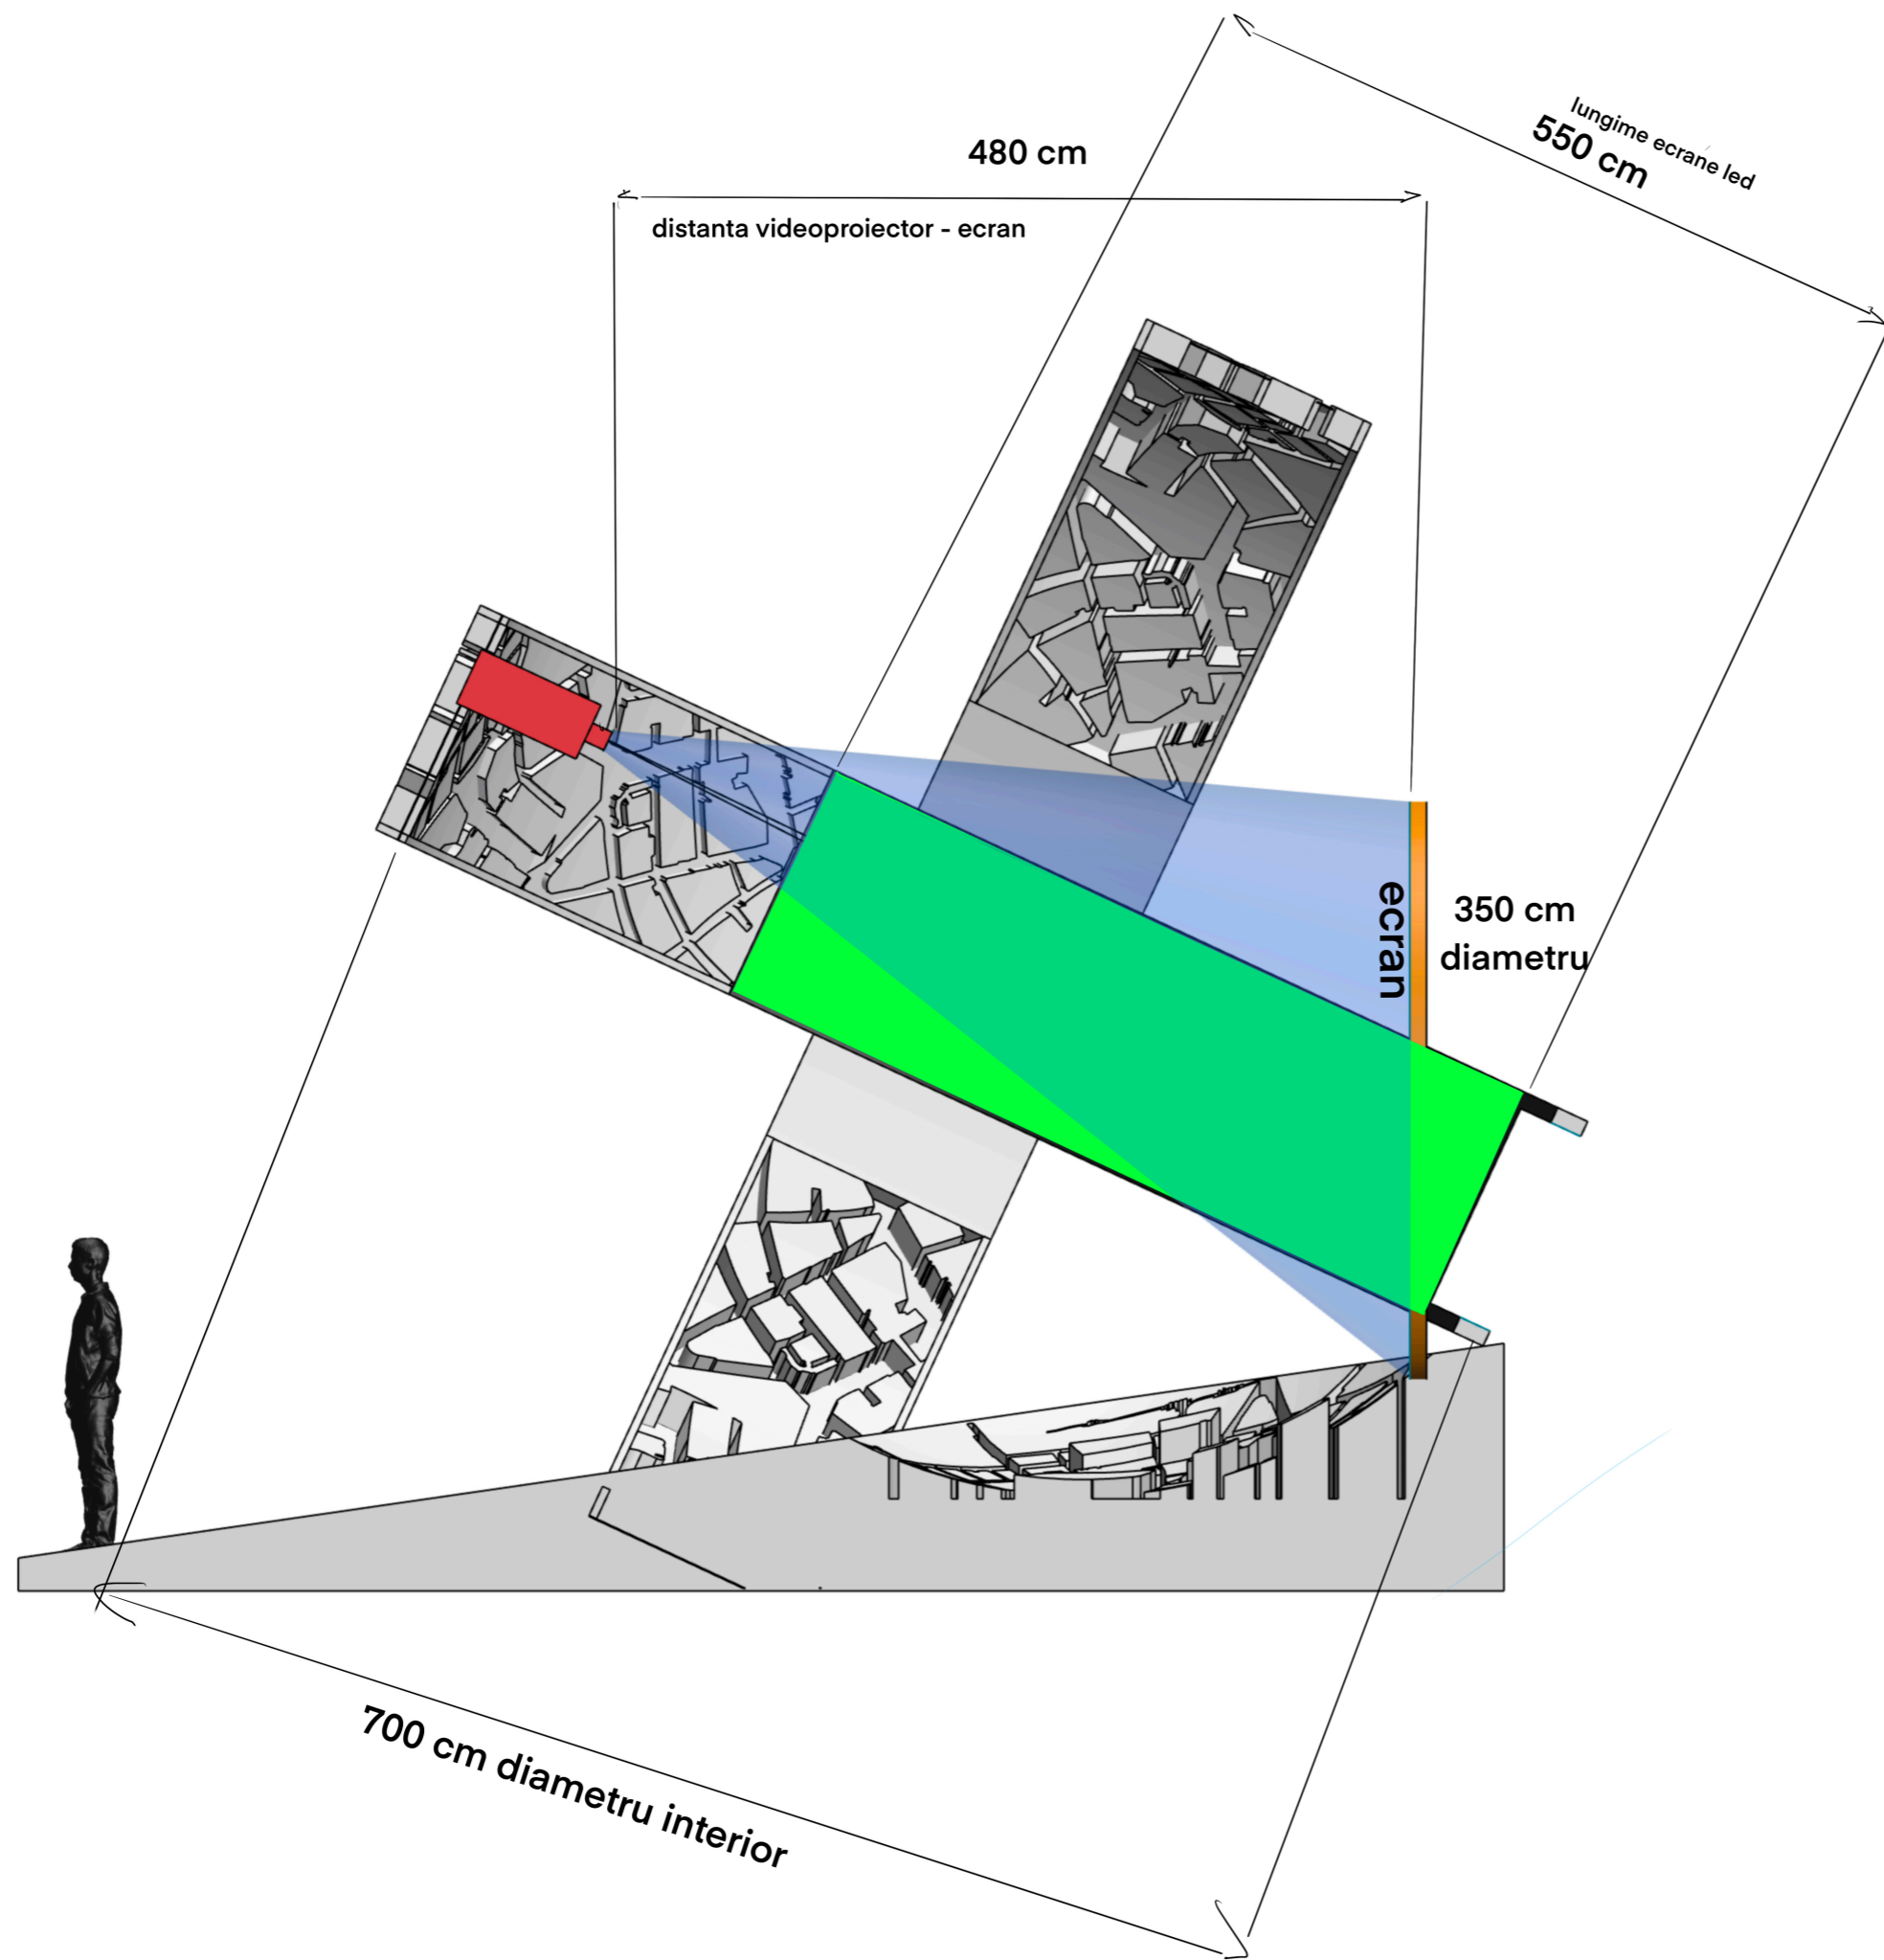 lungime ecrane led
550 cm
480 cm
distanta videoproiector - ecran
ecran
350 cm
diametru
700 cm diametru interior